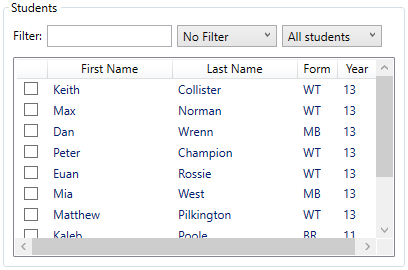 Students
Filter: No Filter All students
First Name Last Name Form Year
Keith Collister WT 13
Max Norman WT 13
Dan Wrenn MB 13
Peter Champion WT 13
Euan Rossie WT 13
Mia West MB 13
Matthew Pilkington WT 13
Kaleb Poole BR 11